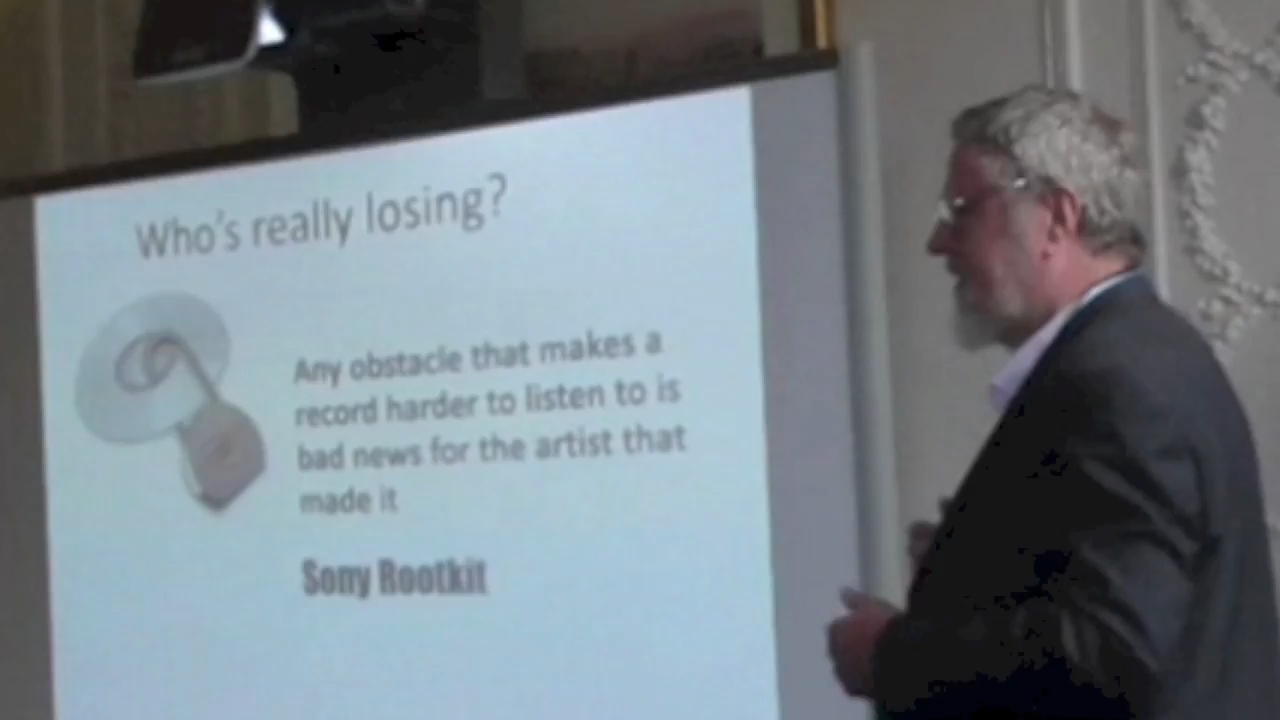 Who's really losing?
Any obstacle that makes a
record harder to listen to is
bad news for the artist that
made it
Sony Rootkit